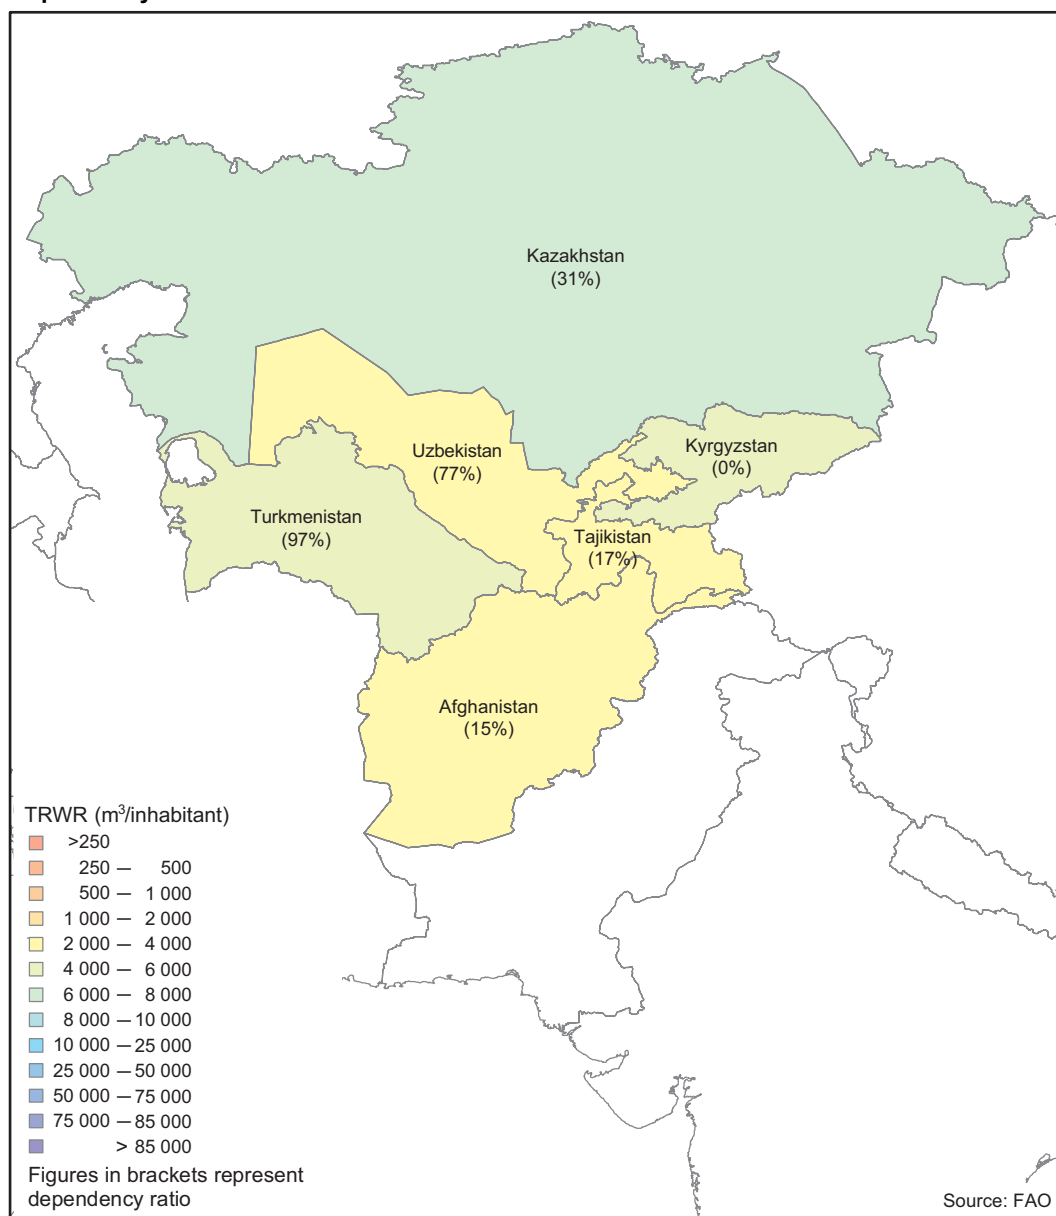 Kazakhstan
(31%)
Uzbekistan
(77%)
Kyrgyzstan
(0%)
Turkmenistan
(97%)
Tajikistan
(17%)
Afghanistan
(15%)
TRWR (m³/inhabitant)
>250
250 — 500
500 — 1 000
1 000 — 2 000
2 000 — 4 000
4 000 — 6 000
6 000 — 8 000
8 000 — 10 000
10 000 — 25 000
25 000 — 50 000
50 000 — 75 000
75 000 — 85 000
> 85 000
Figures in brackets represent
dependency ratio
Source: FAO